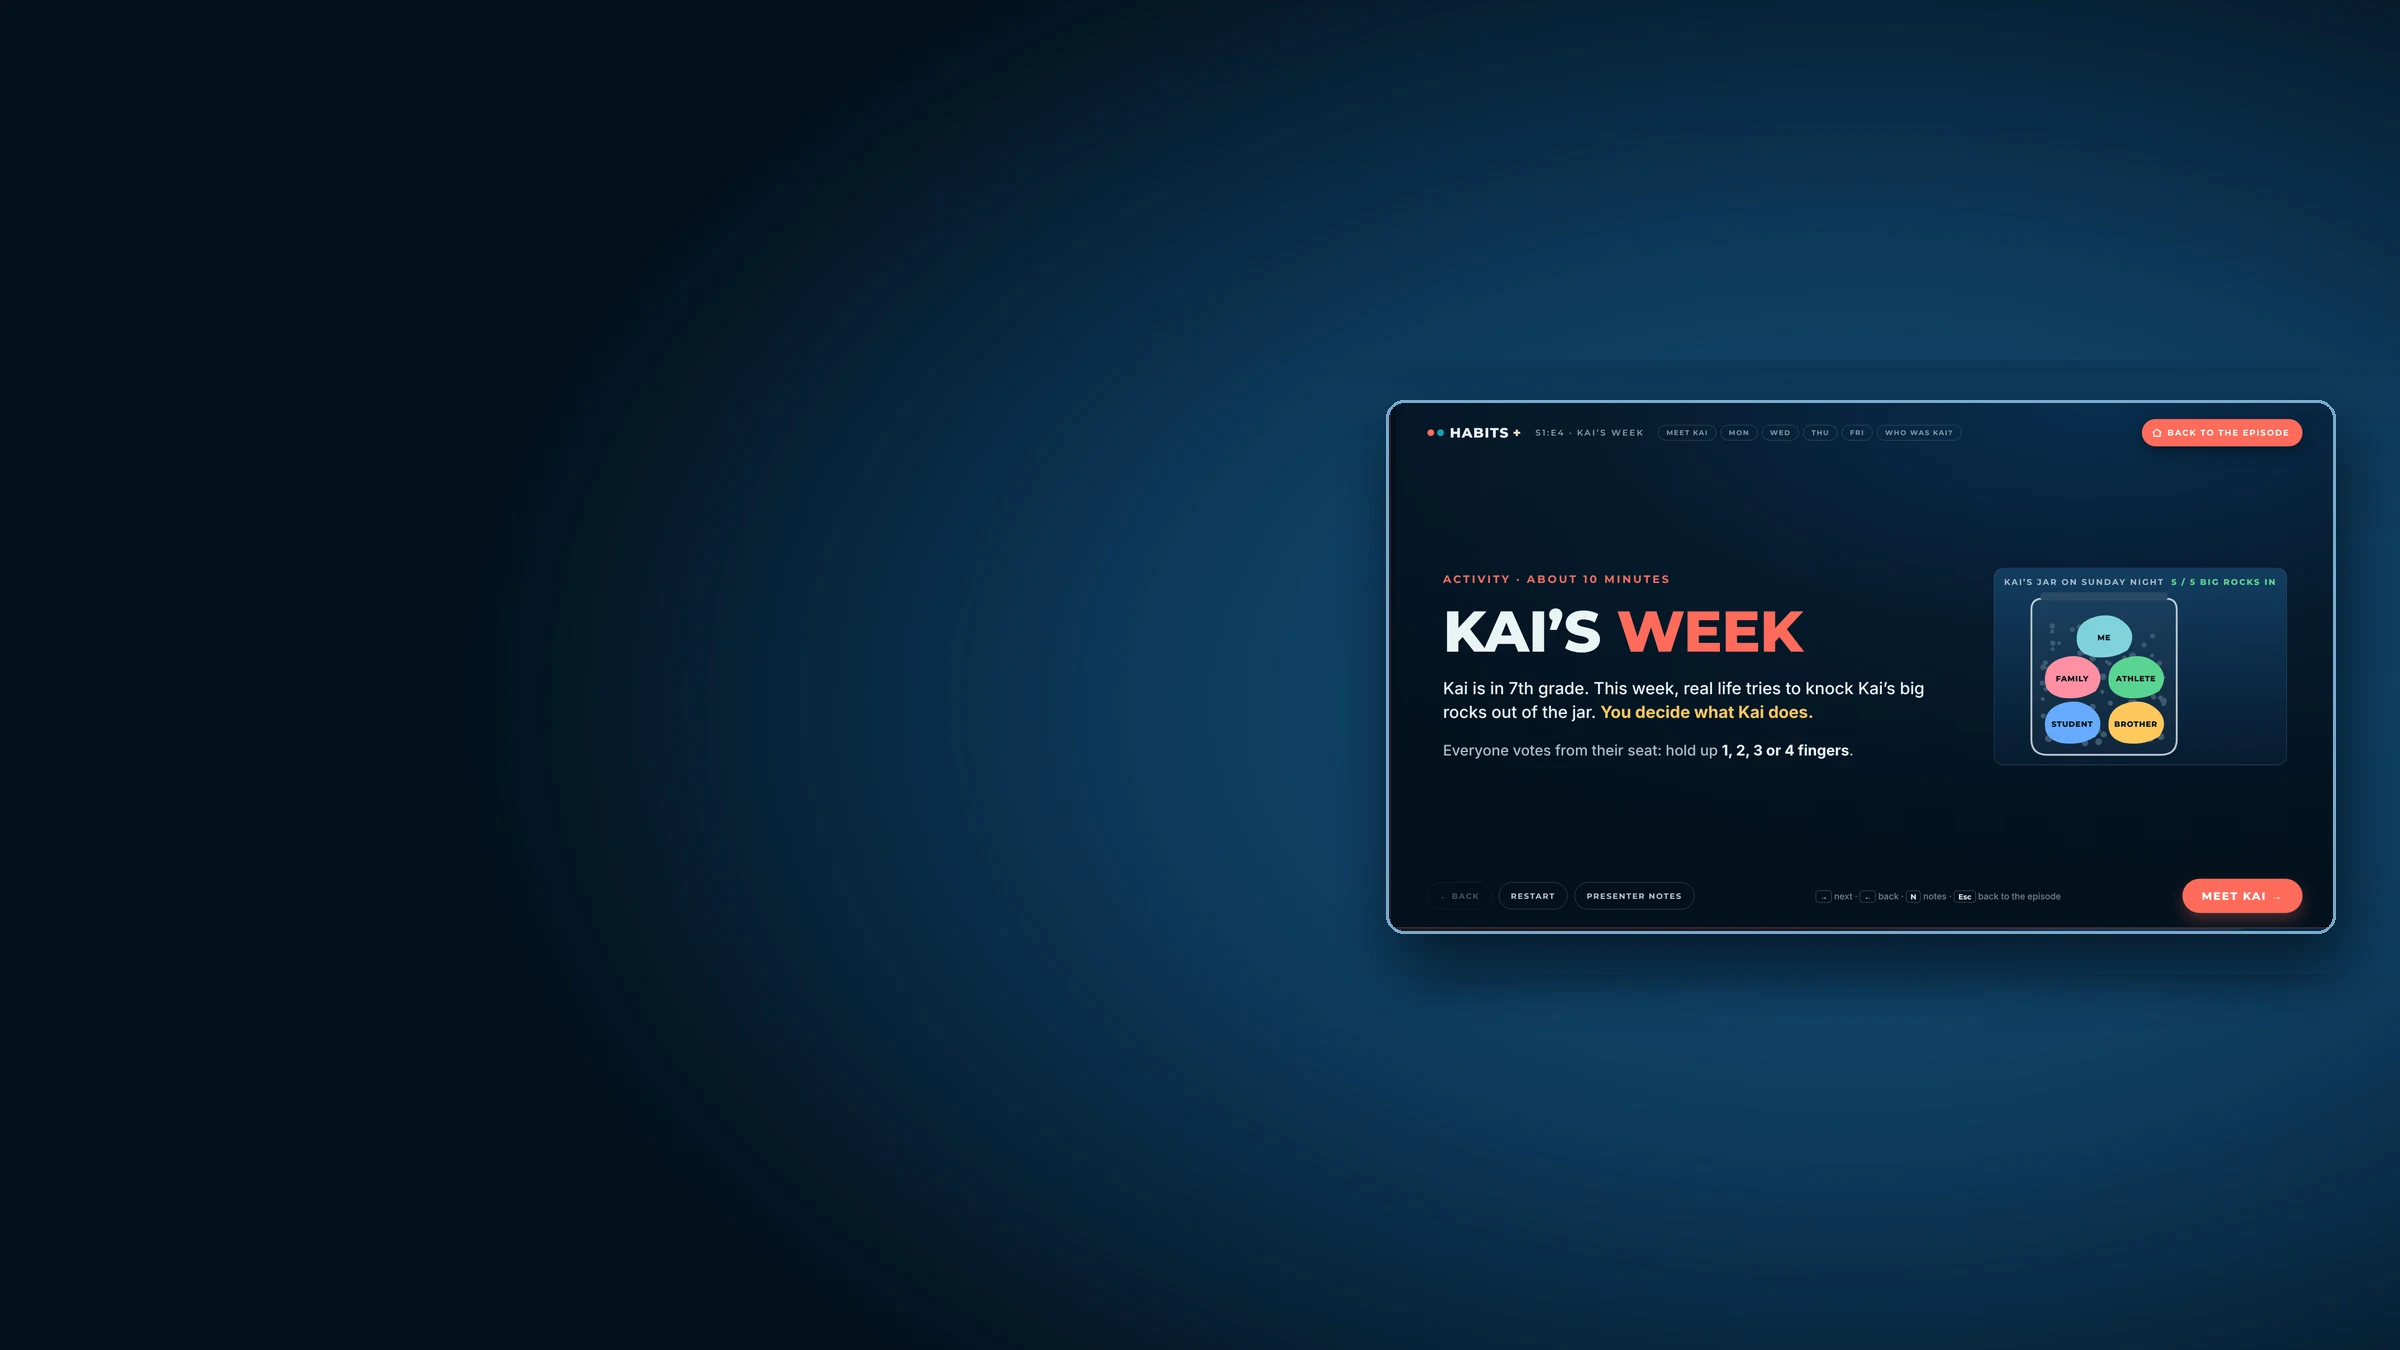 HABITS +
S1:E4 · KAI'S WEEK
MEET KAI
MON
WED
THU
FRI
WHO WAS KAI?
BACK TO THE EPISODE
ACTIVITY · ABOUT 10 MINUTES
KAI’S WEEK
Kai is in 7th grade. This week, real life tries to knock Kai’s big
rocks out of the jar. You decide what Kai does.
Everyone votes from their seat: hold up 1, 2, 3 or 4 fingers.
KAI’S JAR ON SUNDAY NIGHT
5 / 5 BIG ROCKS IN
ME
FAMILY
ATHLETE
STUDENT
BROTHER
← BACK
RESTART
PRESENTER NOTES
→ next · ← back · N notes · Esc back to the episode
MEET KAI →